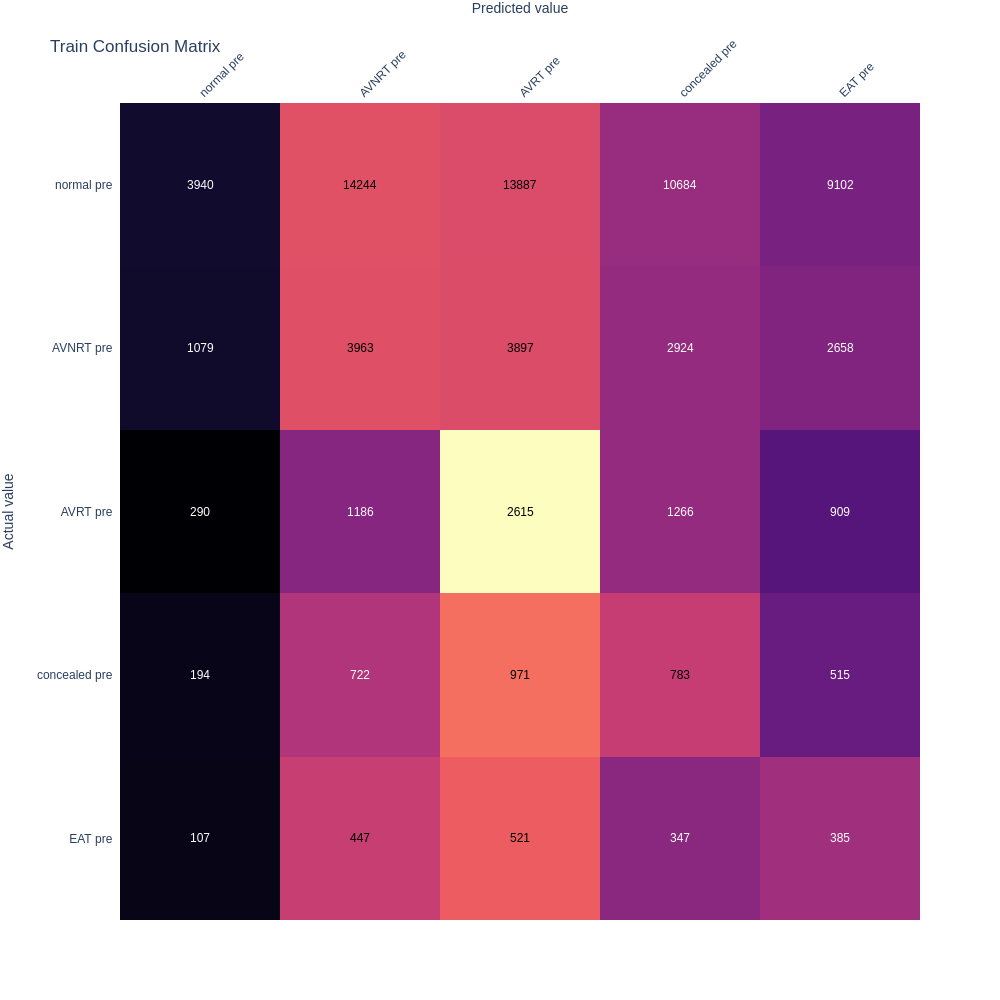 Predicted value
Train Confusion Matrix
normal pre AVNRT pre AVRT pre concealed pre EAT pre
normal pre 3940 14244 13887 10684 9102
AVNRT pre 1079 3963 3897 2924 2658
AVRT pre 290 1186 2615 1266 909
Actual value
concealed pre 194 722 971 783 515
EAT pre 107 447 521 347 385